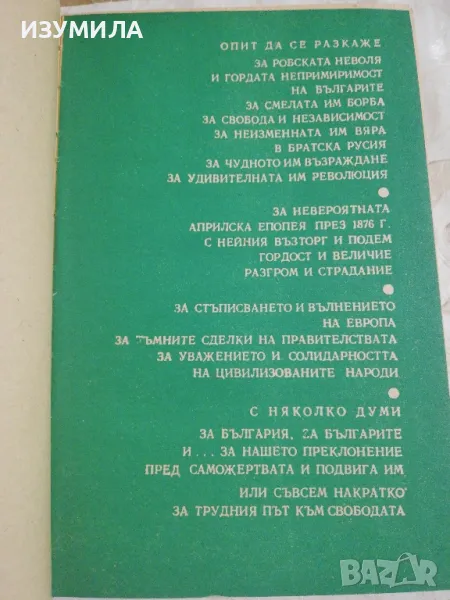 ИЗУМИЛА
ОПИТ ДА СЕ РАЗКАЖЕ
ЗА РОБСКАТА НЕВОЛЯ
И ГОРДАТА НЕПРИМИРИМОСТ
НА БЪЛГАРИТЕ
ЗА СМЕЛАТА ИМ БОРБА
ЗА СВОБОДА И НЕЗАВИСИМОСТ
ЗА НЕИЗМЕННАТА ИМ ВЯРА
В БРАТСКА РУСИЯ
ЗА ЧУДНОТО ИМ ВЪЗРАЖДАНЕ
ЗА УДИВИТЕЛНАТА ИМ РЕВОЛЮЦИЯ
ЗА НЕВЕРОЯТНАТА
АПРИЛСКА ЕПОПЕЯ ПРЕЗ 1876 Г.
С НЕЙНИЯ ВЪЗТОРГ И ПОДЕМ
ГОРДОСТ И ВЕЛИЧИЕ
РАЗГРОМ И СТРАДАНИЕ
ЗА СТЪПИСВАНЕТО И ВЪЛНЕНИЕТО
НА ЕВРОПА
ЗА ТЪМНИТЕ СДЕЛКИ НА ПРАВИТЕЛСТВАТА
ЗА УВАЖЕНИЕТО И СОЛИДАРНОСТТА
НА ЦИВИЛИЗОВАНИТЕ НАРОДИ
С НЯКОЛКО ДУМИ
ЗА БЪЛГАРИЯ, ЗА БЪЛГАРИТЕ
И... ЗА НАШЕТО ПРЕКЛОНЕНИЕ
ПРЕД САМОЖЕРТВАТА И ПОДВИГА ИМ
ИЛИ СЪВСЕМ НАКРАТКО
ЗА ТРУДНИЯ ПЪТ КЪМ СВОБОДАТА
BAZAR
.bg